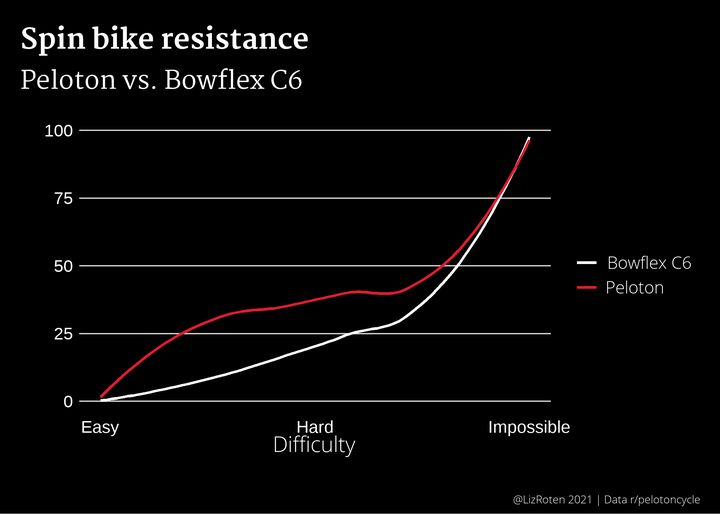 Spin bike resistance
Peloton vs. Bowflex C6
100
75
50
25
0
Easy
Hard
Impossible
Difficulty
Bowflex C6
Peloton
@LizRoten 2021 | Data r/pelotoncycle